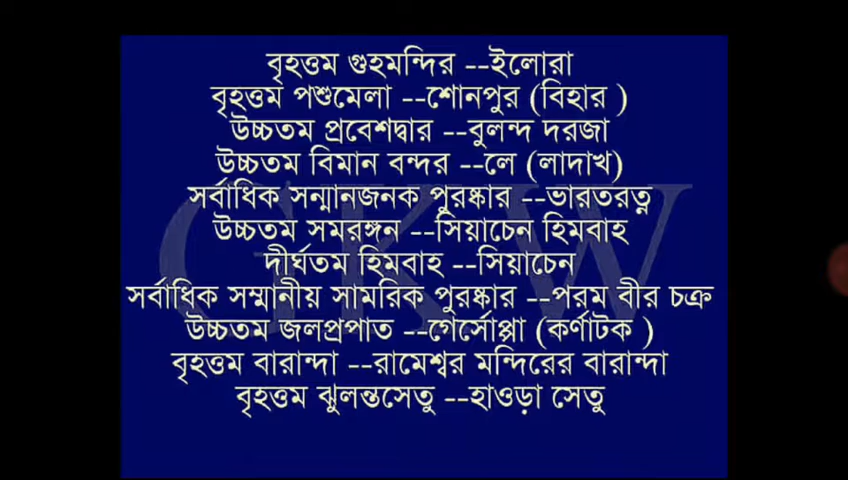 বৃহত্তম গুহমন্দির --ইলোরা
বৃহত্তম পশুমেলা --শোনপুর (বিহার )
উচ্চতম প্রবেশদ্বার --বুলন্দ দরজা
উচ্চতম বিমান বন্দর --লে (লাদাখ)
সর্বাধিক সন্মানজনক পুরষ্কার --ভারতরত্ন
উচ্চতম সমরঙ্গন --সিয়াচেন হিমবাহ
দীর্ঘতম হিমবাহ --সিয়াচেন
সর্বাধিক সম্মানীয় সামরিক পুরষ্কার --পরম বীর চক্র
উচ্চতম জলপ্রপাত --গের্সোপ্পা (কর্ণাটক )
বৃহত্তম বারান্দা --রামেশ্বর মন্দিরের বারান্দা
বৃহত্তম ঝুলন্তসেতু --হাওড়া সেতু
GKW